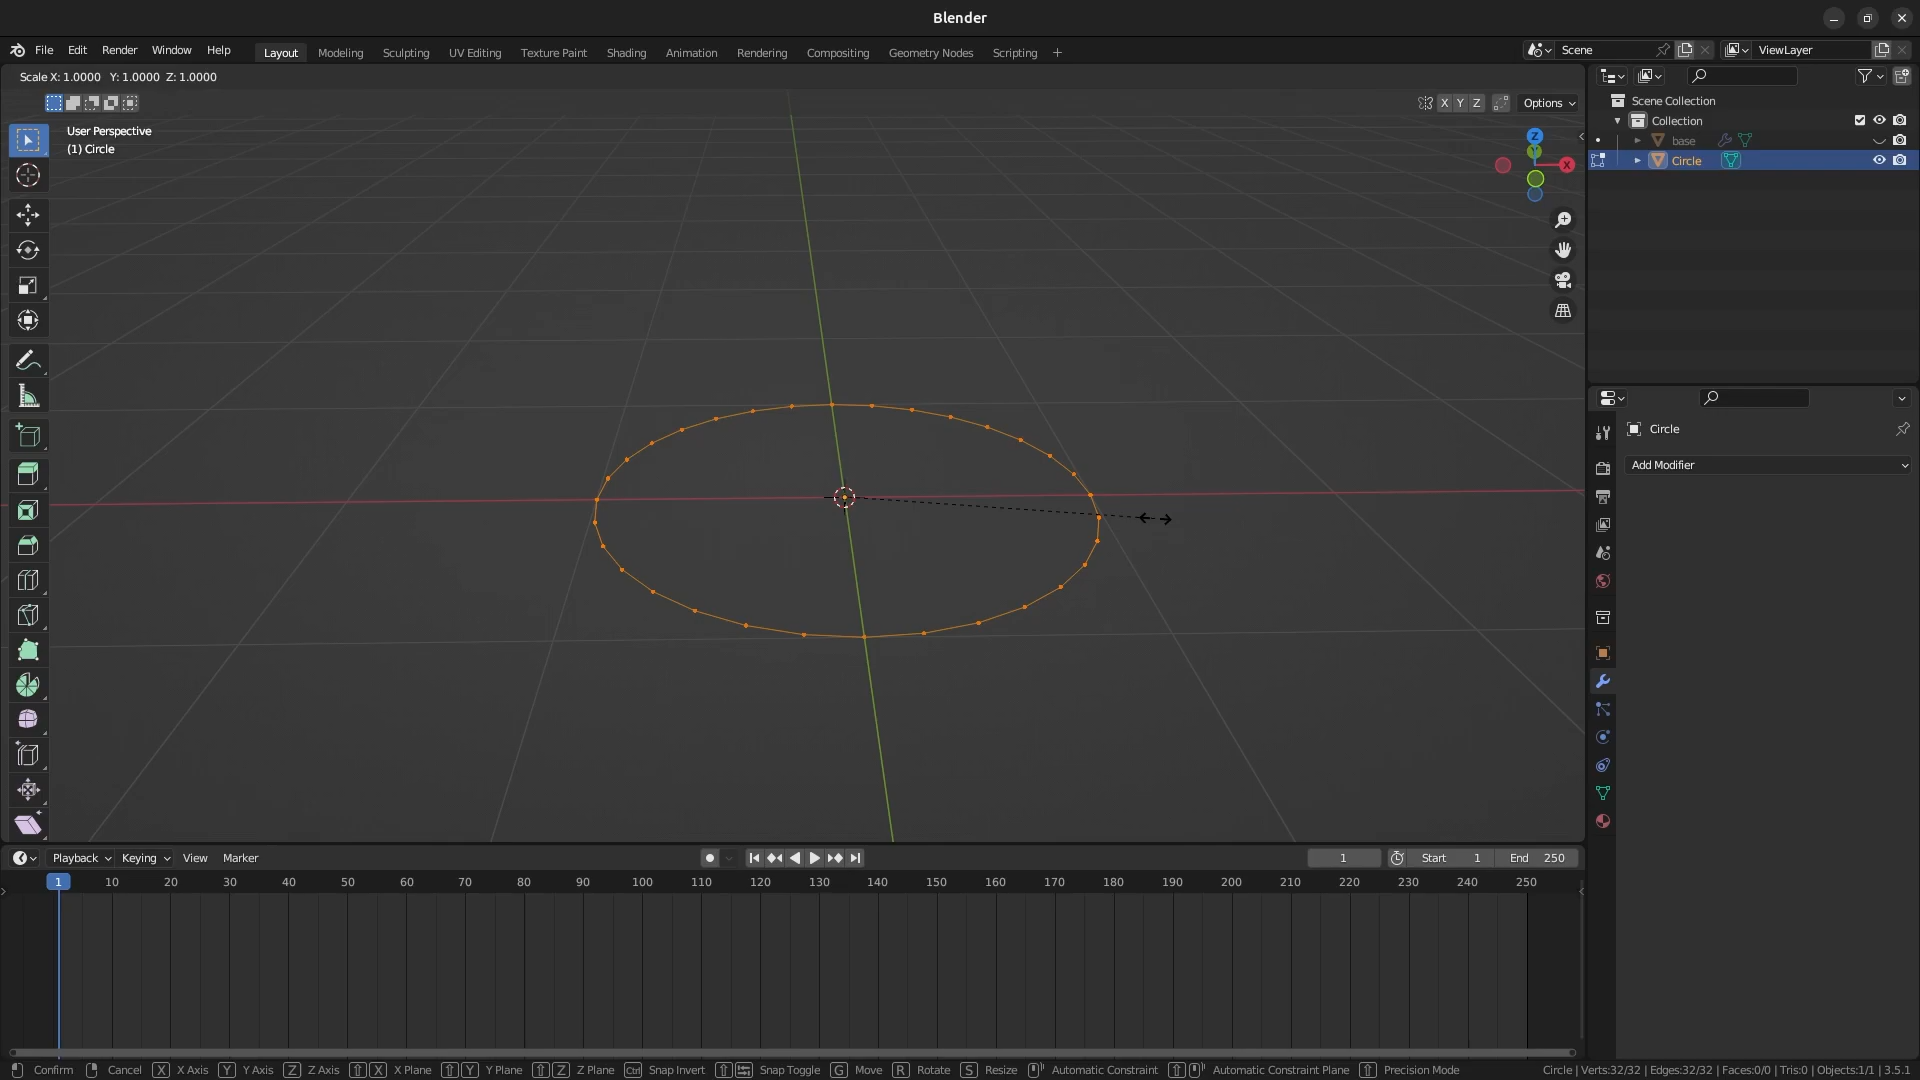 Blender
File Edit Render Window Help
Layout Modeling Sculpting UV Editing Texture Paint Shading Animation Rendering Compositing Geometry Nodes Scripting +
Scene
ViewLayer
Scale X: 1.0000 Y: 1.0000 Z: 1.0000
X Y Z Options
User Perspective
(1) Circle
Z
Y
X
Scene Collection
Collection
base
Circle
Circle
Add Modifier
Playback Keying View Marker
1 Start 1 End 250
1 10 20 30 40 50 60 70 80 90 100 110 120 130 140 150 160 170 180 190 200 210 220 230 240 250
Confirm Cancel X X Axis Y Y Axis Z Z Axis X X Plane Y Y Plane Z Z Plane Ctrl Snap Invert Snap Toggle G Move R Rotate S Resize Automatic Constraint Automatic Constraint Plane Precision Mode Circle | Verts:32/32 | Edges:32/32 | Faces:0/0 | Tris:0 | Objects:1/1 | 3.5.1